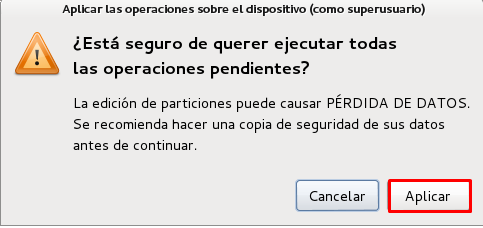 Aplicar las operaciones sobre el dispositivo (como superusuario)
¿Está seguro de querer ejecutar todas
las operaciones pendientes?
La edición de particiones puede causar PÉRDIDA DE DATOS.
Se recomienda hacer una copia de seguridad de sus datos
antes de continuar.
Cancelar Aplicar